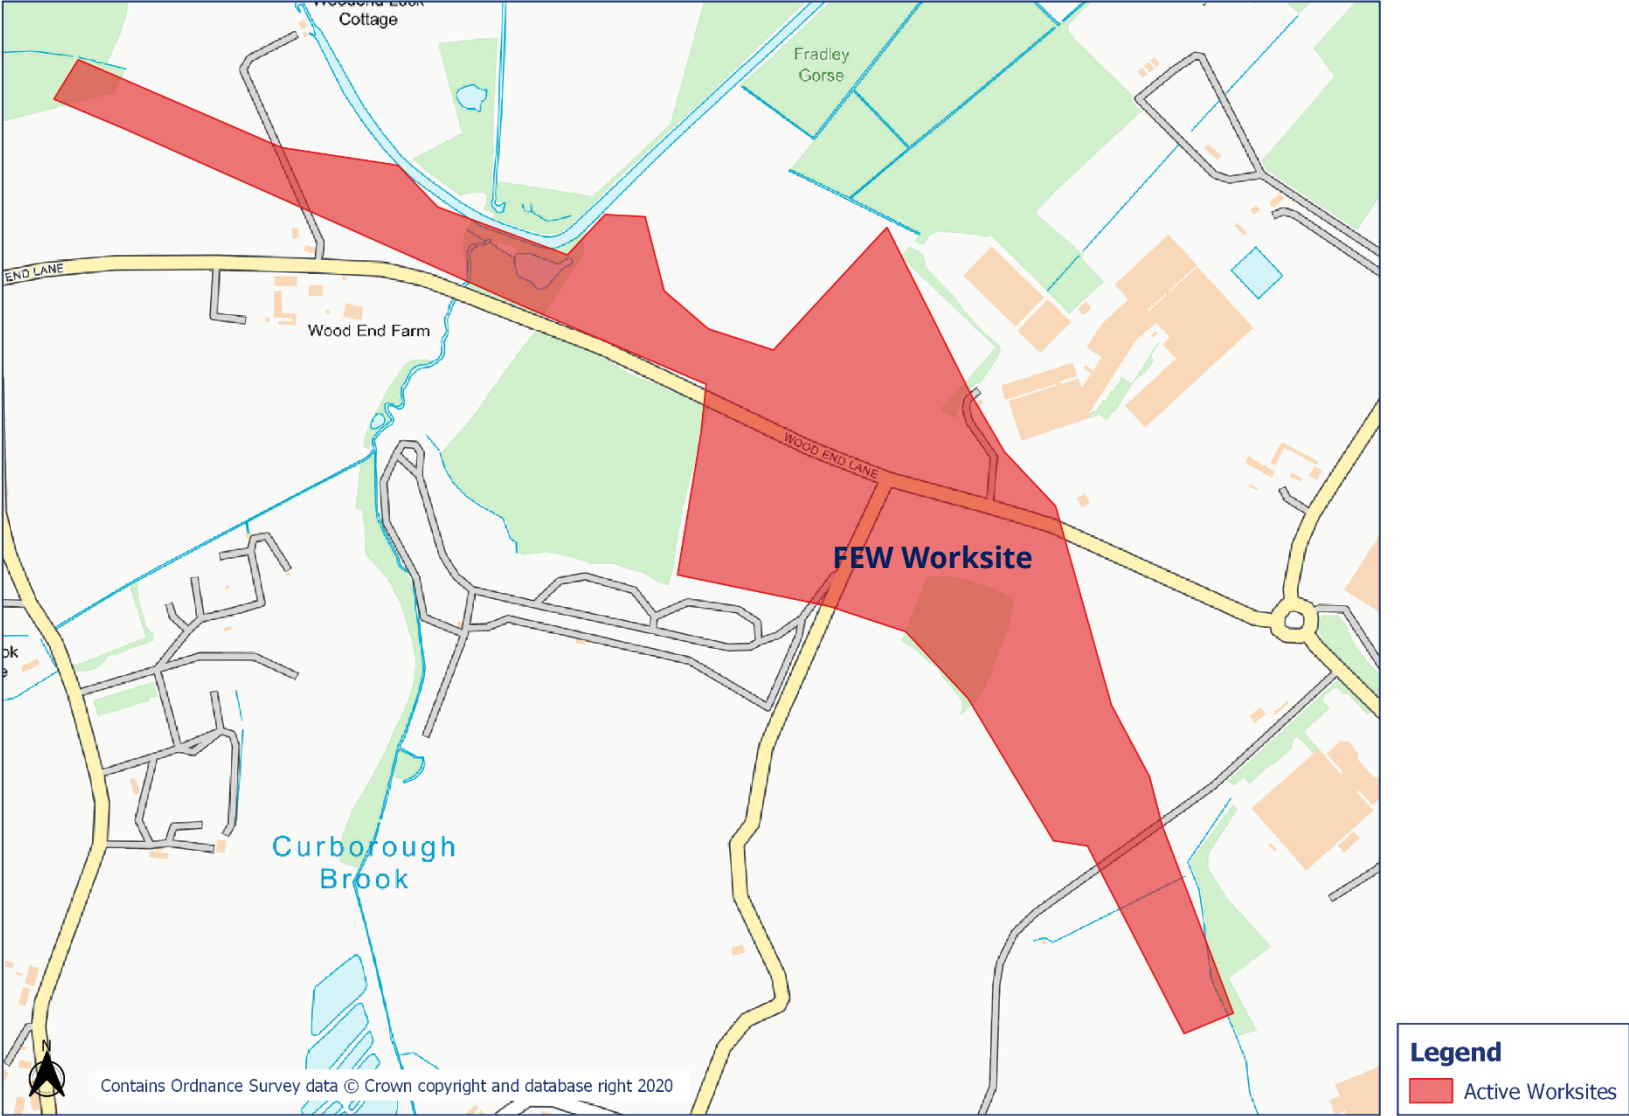 Cottage
Fradley
Gorse
END LANE
Wood End Farm
WOOD END LANE
FEW Worksite
Curborough
Brook
N
Contains Ordnance Survey data © Crown copyright and database right 2020
Legend
Active Worksites